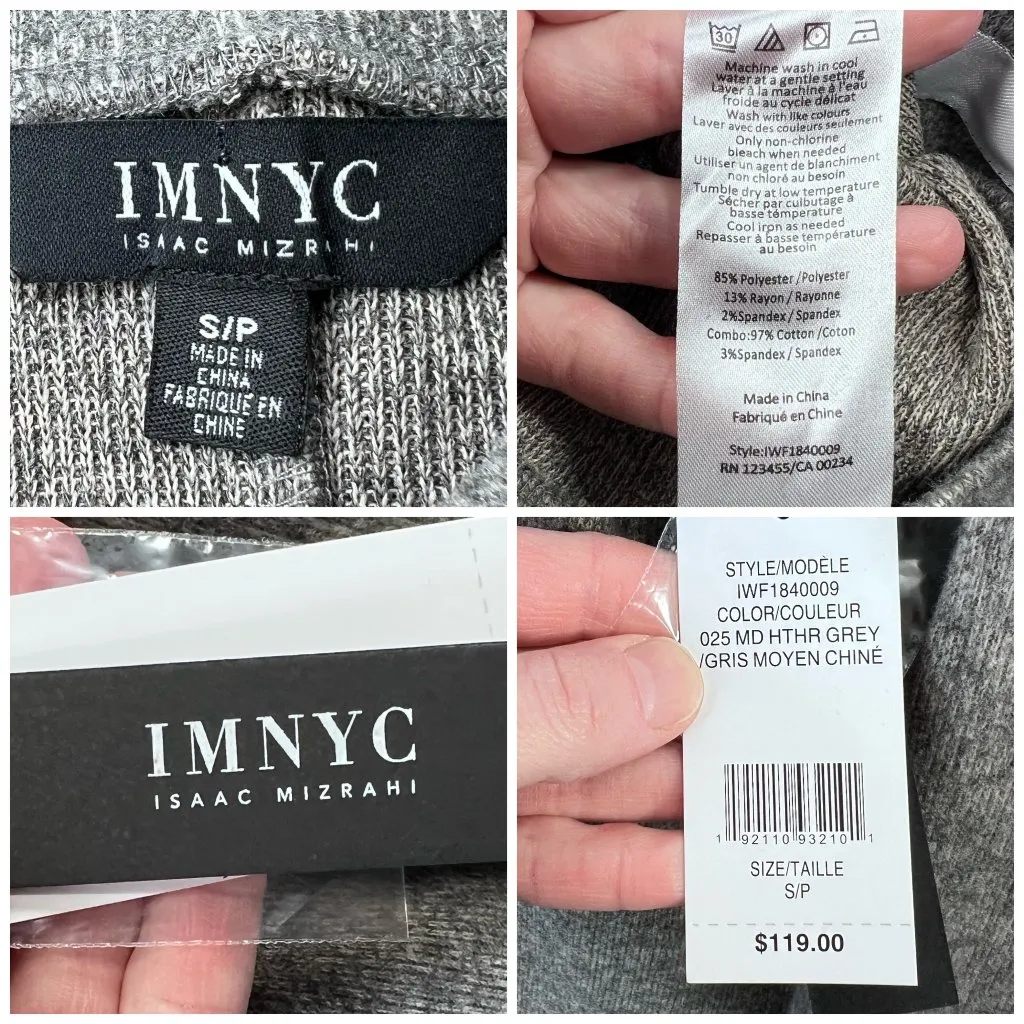 IMNYC
ISAAC MIZRAHI
S/P
MADE IN
CHINA
FABRIQUÉ EN
CHINE
30
Machine wash in cool
water at a gentle setting
Laver à la machine à l'eau
froide au cycle délicat
Wash with like colours
Laver avec des couleurs seulement
Only non-chlorine
bleach when needed
Utiliser un agent de blanchiment
non chloré au besoin
Tumble dry at low temperature
Sécher par culbutage à
basse température
Cool iron as needed
Repasser à basse température
au besoin
85% Polyester /Polyester
13% Rayon / Rayonne
2%Spandex / Spandex
Combo:97% Cotton /Coton
3%Spandex / Spandex
Made in China
Fabriqué en Chine
Style:IWF1840009
RN 123455/CA 00234
IMNYC
ISAAC MIZRAHI
STYLE/MODÈLE
IWF1840009
COLOR/COULEUR
025 MD HTHR GREY
/GRIS MOYEN CHINÉ
1 92110 93210 1
SIZE/TAILLE
S/P
$119.00